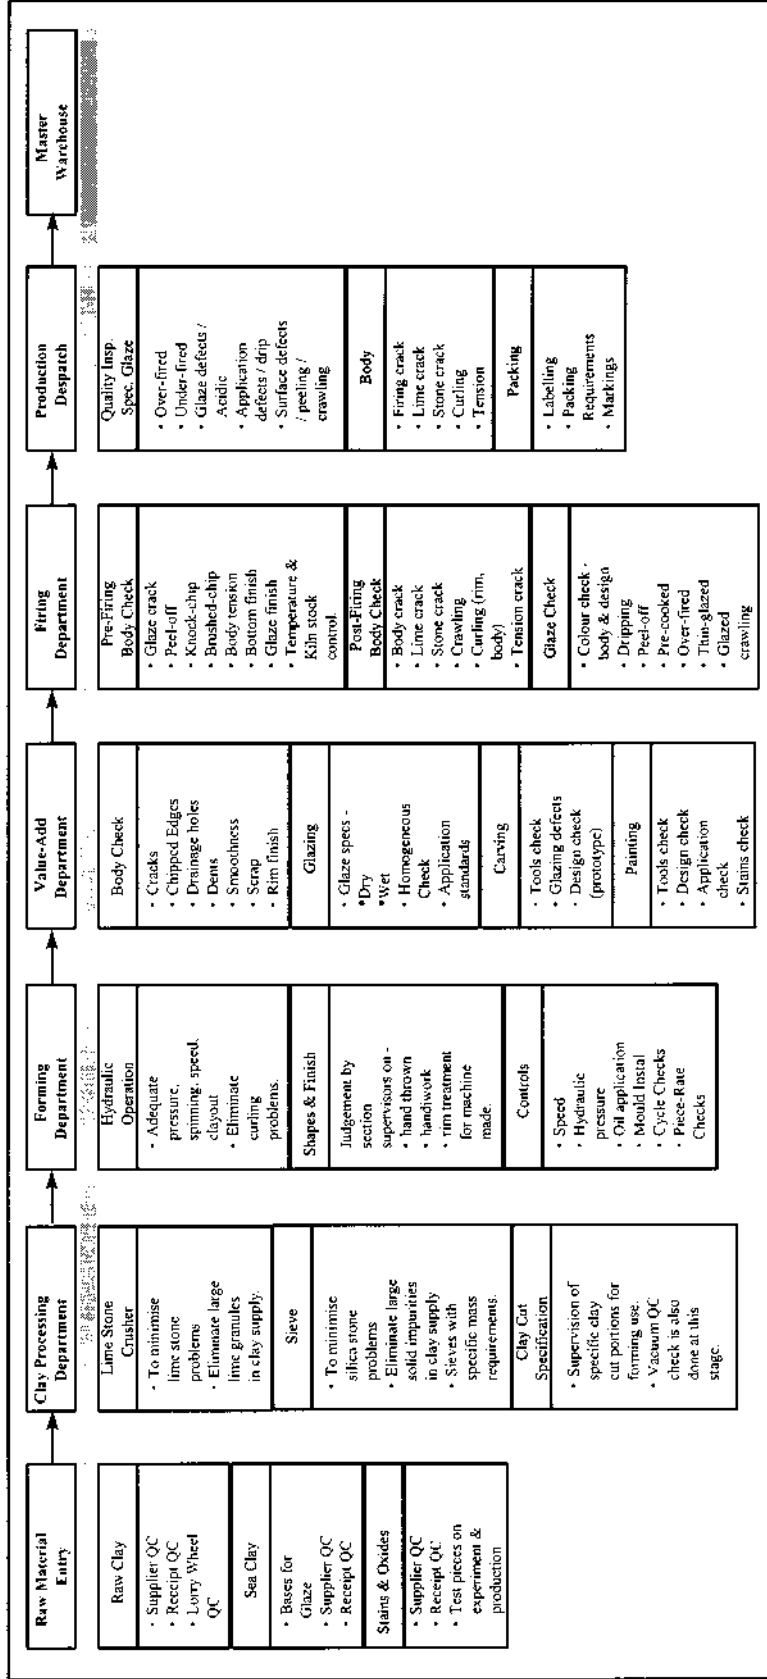 Raw Material
Entry
Clay Processing
Department
Forming
Department
Value-Add
Department
Firing
Department
Production
Despatch
Master
Warehouse
Raw Clay
• Supplier QC
• Receipt QC
• Lorry Wheel
QC
Sea Clay
• Bases for
Glaze
• Supplier QC
• Receipt QC
Stains & Oxides
• Supplier QC
• Receipt QC
• Test pieces on
experiment &
production
Lime Stone
Crusher
• To minimise
lime stone
problems
• Eliminate large
lime granules
in clay supply.
Sieve
• To minimise
silica stone
problems
• Eliminate large
solid impurities
in clay supply
• Sieves with
specific mass
requirements.
Clay Cut
Specification
• Supervision of
specific clay
cut portions for
forming use.
• Vacuum QC
check is also
done at this
stage.
Hydraulic
Operation
• Adequate
pressure,
spinning, speed,
clayout
• Eliminate
curling
problems.
Shapes & Finish
Judgement by
section
supervisors on -
• hand thrown
• handiwork
• rim treatment
for machine
made.
Controls
• Speed
• Hydraulic
pressure
• Oil application
• Mould Instal
• Cycle Checks
• Piece-Rate
Checks
Body Check
• Cracks
• Chipped Edges
• Drainage holes
• Dents
• Smoothness
• Scrap
• Rim finish
Glazing
• Glaze specs -
*Dry
*Wet
• Homogeneous
Check
• Application
standards
Carving
• Tools check
• Glazing defects
• Design check
(prototype)
Painting
• Tools check
• Design check
• Application
check
• Stains check
Pre-Firing
Body Check
• Glaze crack
• Peel-off
• Knock-chip
• Brushed-chip
• Body tension
• Bottom finish
• Glaze finish
• Temperature &
Kiln stock
control.
Post-Firing
Body Check
• Body crack
• Lime crack
• Stone crack
• Crawling
• Curling (rim,
body)
• Tension crack
Glaze Check
• Colour check -
body & design
• Dripping
• Peel-off
• Pre-cooked
• Over-fired
• Thin-glazed
• Glazed
crawling
Quality Insp.
Spec. Glaze
• Over-fired
• Under-fired
• Glaze defects /
Acidic
• Application
defects / drip
• Surface defects
/ peeling /
crawling
Body
• Firing crack
• Lime crack
• Stone crack
• Curling
• Tension
Packing
• Labelling
• Packing
Requirements
• Markings